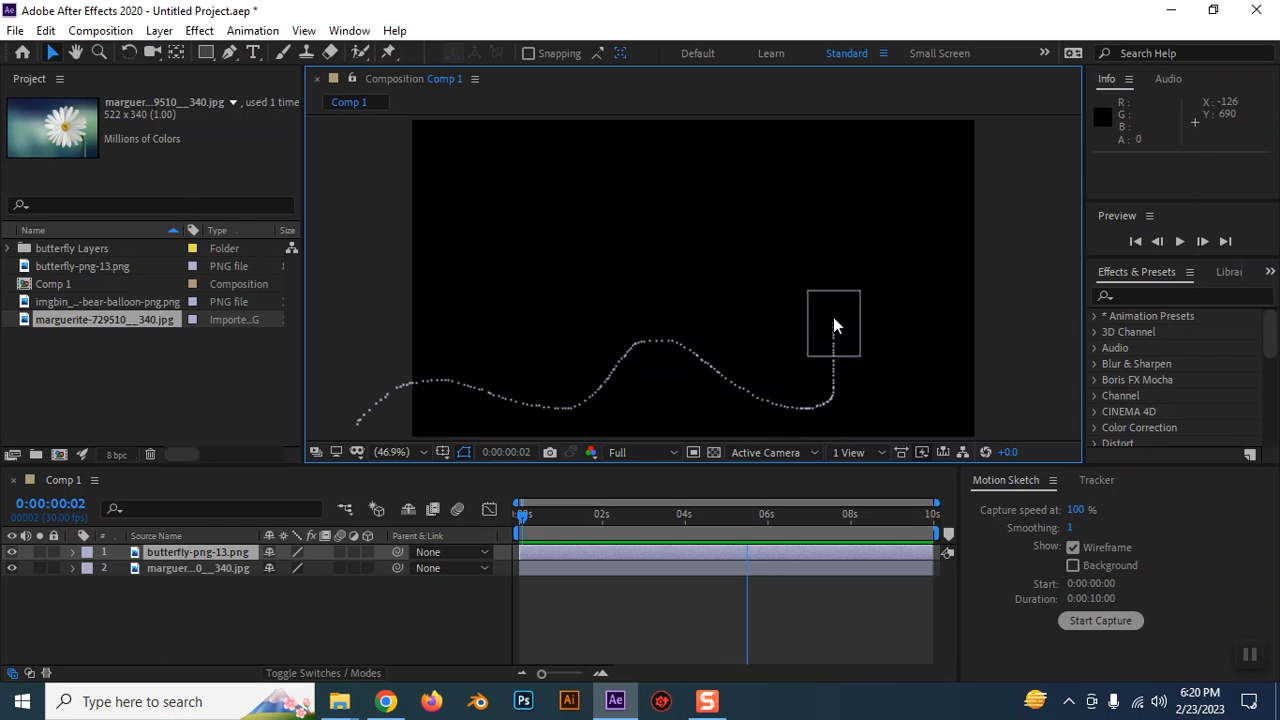 Adobe After Effects 2020 - Untitled Project.aep *
File Edit Composition Layer Effect Animation View Window Help
Snapping Default Learn Standard Small Screen Search Help
Project
Composition Comp 1
Info Audio
marguer...9510__340.jpg , used 1 time
522 x 340 (1.00)
Millions of Colors
Comp 1
R :
G :
B :
A : 0
X : -126
Y : 690
Preview
Name Type Size
butterfly Layers Folder
butterfly-png-13.png PNG file
Comp 1 Composition
imgbin_...-bear-balloon-png.png PNG file
marguerite-729510__340.jpg Importe...G
Effects & Presets Librai
* Animation Presets
3D Channel
Audio
Blur & Sharpen
Boris FX Mocha
Channel
CINEMA 4D
Color Correction
Distort
8 bpc
(46.9%) 0:00:00:02 Full Active Camera 1 View +0.0
Comp 1
0:00:00:02
00002 (30.00 fps)
# Source Name Parent & Link
1 butterfly-png-13.png None
2 marguer...0__340.jpg None
02s 04s 06s 08s 10s
Toggle Switches / Modes
Motion Sketch Tracker
Capture speed at: 100 %
Smoothing: 1
Show: Wireframe
Background
Start: 0:00:00:00
Duration: 0:00:10:00
Start Capture
Type here to search
Ps Ai Ae S
6:20 PM
2/23/2023